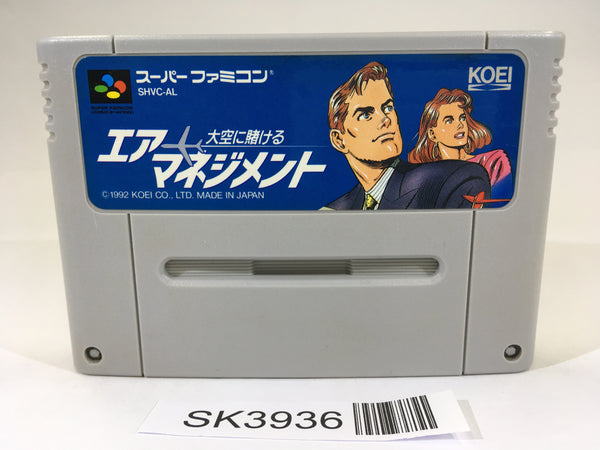 スーパーファミコン®
SHVC-AL
KOEI
大空に賭ける
エアーマネジメント
© 1992 KOEI CO., LTD. MADE IN JAPAN
SK3936